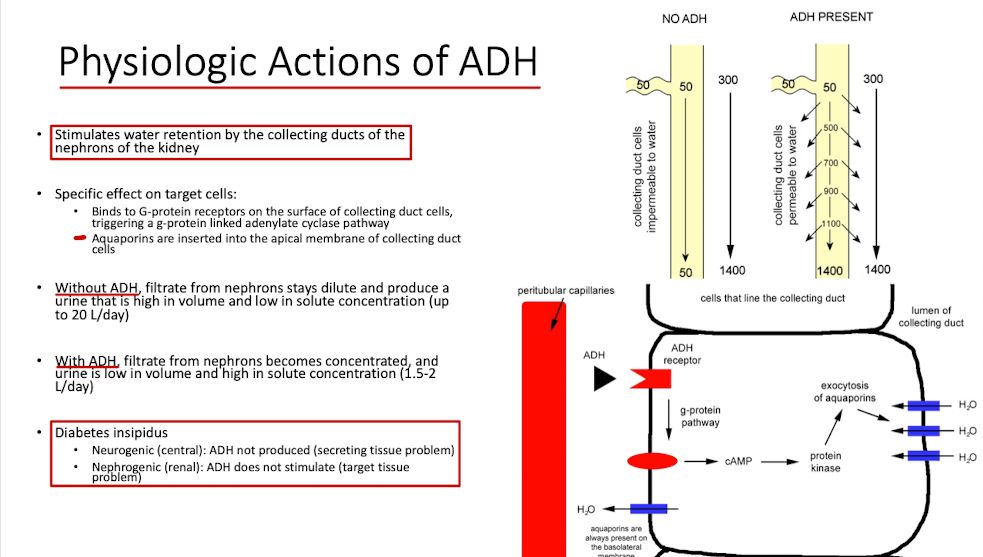 Physiologic Actions of ADH
• Stimulates water retention by the collecting ducts of the
nephrons of the kidney
• Specific effect on target cells:
• Binds to G-protein receptors on the surface of collecting duct cells,
triggering a g-protein linked adenylate cyclase pathway
• Aquaporins are inserted into the apical membrane of collecting duct
cells
• Without ADH, filtrate from nephrons stays dilute and produce a
urine that is high in volume and low in solute concentration (up
to 20 L/day)
• With ADH, filtrate from nephrons becomes concentrated, and
urine is low in volume and high in solute concentration (1.5-2
L/day)
• Diabetes insipidus
• Neurogenic (central): ADH not produced (secreting tissue problem)
• Nephrogenic (renal): ADH does not stimulate (target tissue
problem)
NO ADH
50
50
300
collecting duct cells
impermeable to water
50
1400
ADH PRESENT
50
50
300
collecting duct cells
permeable to water
500
700
900
1100
1400
1400
peritubular capillaries
cells that line the collecting duct
lumen of
collecting duct
ADH
ADH
receptor
g-protein
pathway
cAMP
protein
kinase
exocytosis
of aquaporins
H₂O
H₂O
H₂O
H₂O
aquaporins are
always present on
the basolateral
membrane